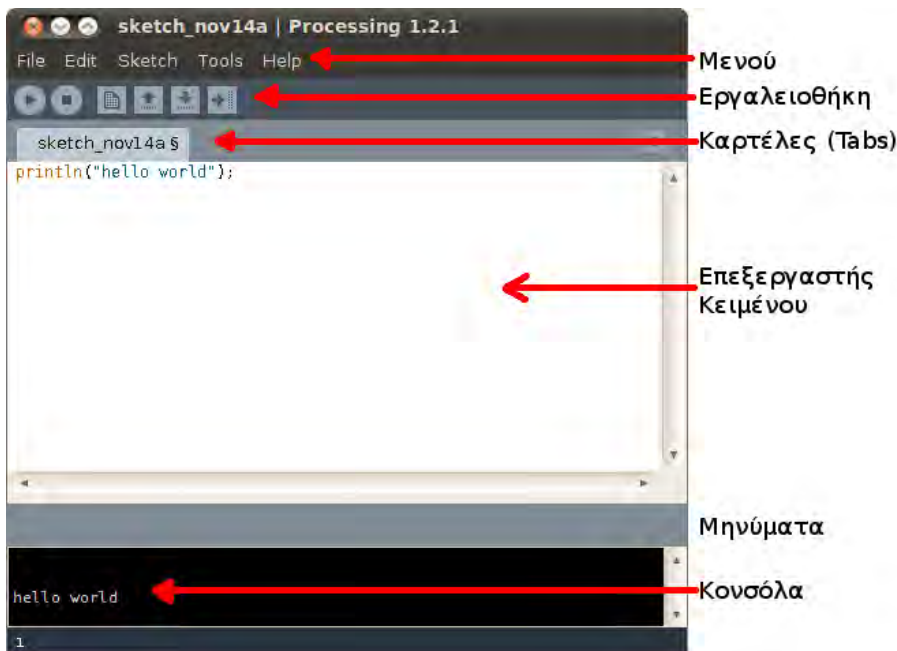 sketch_nov14a | Processing 1.2.1
File Edit Sketch Tools Help
Μενού
Εργαλειοθήκη
sketch_nov14a §
Καρτέλες (Tabs)
println("hello world");
Επεξεργαστής
Κειμένου
Μηνύματα
hello world
Κονσόλα
1